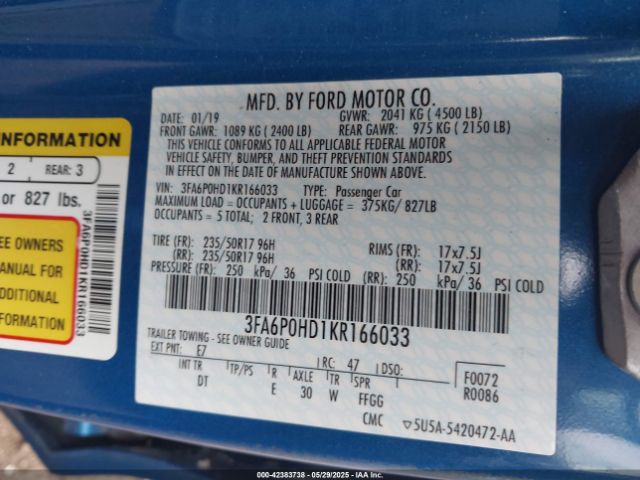 MFD. BY FORD MOTOR CO.
DATE: 01/19 GVWR: 2041 KG ( 4500 LB)
FRONT GAWR: 1089 KG ( 2400 LB) REAR GAWR: 975 KG ( 2150 LB)
THIS VEHICLE CONFORMS TO ALL APPLICABLE FEDERAL MOTOR
VEHICLE SAFETY, BUMPER, AND THEFT PREVENTION STANDARDS
IN EFFECT ON THE DATE OF MANUFACTURE SHOWN ABOVE.
VIN: 3FA6P0HD1KR166033 TYPE: Passenger Car
MAXIMUM LOAD = OCCUPANTS + LUGGAGE = 375KG/ 827LB
OCCUPANTS = 5 TOTAL; 2 FRONT, 3 REAR
TIRE (FR): 235/50R17 96H RIMS (FR): 17x7.5J
(RR): 235/50R17 96H (RR): 17x7.5J
PRESSURE (FR): 250 kPa/ 36 PSI COLD (RR): 250 kPa/ 36 PSI COLD
3FA6P0HD1KR166033
TRAILER TOWING - SEE OWNER GUIDE
EXT PNT: E7 RC: 47 DSO: F0072
INT TR TP/PS R AXLE TR SPR R0086
DT E 30 W FFGG
CMC 5U5A-5420472-AA
INFORMATION
2 REAR: 3
or 827 lbs.
SEE OWNERS
MANUAL FOR
ADDITIONAL
INFORMATION
3FA6P0HD1KR166033
000-42383738 - 05/29/2025 - IAA Inc.